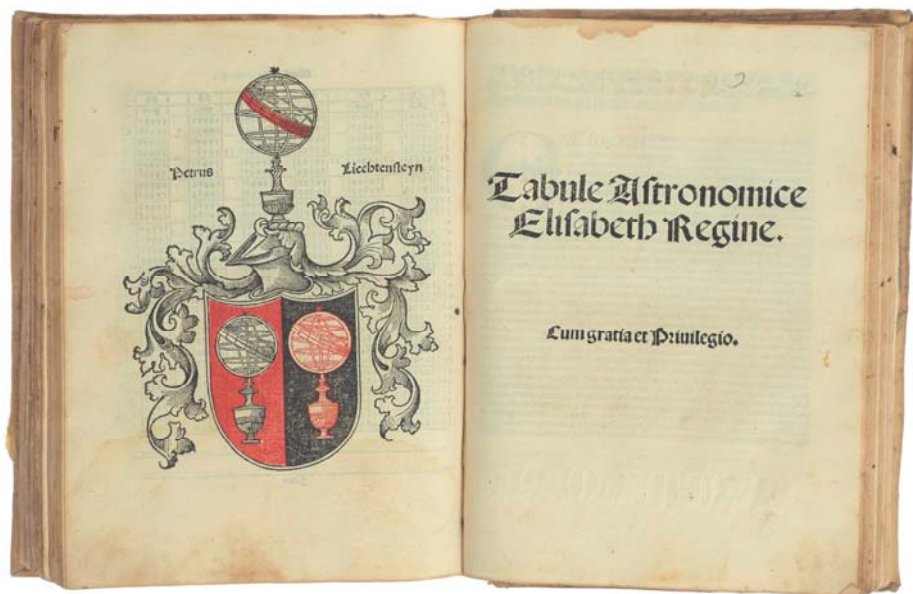 Petrus Liechtensteyn
Tabule Astronomice
Elisabeth Regine.
Cum gratia et Priuilegio.